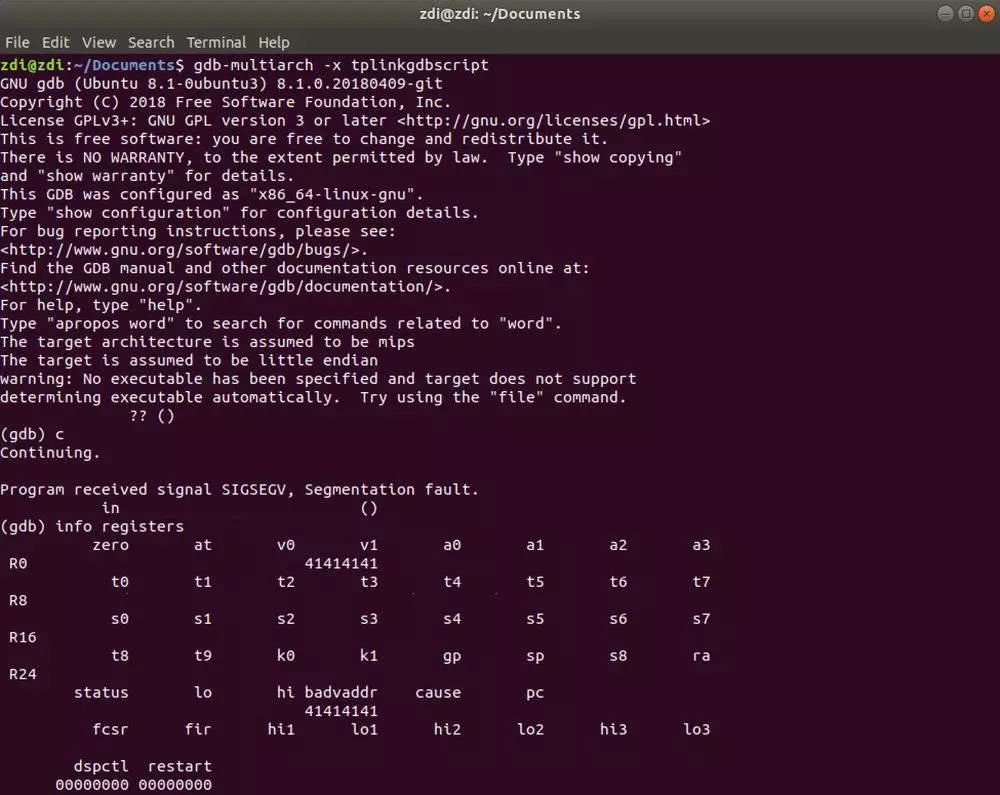 zdi@zdi: ~/Documents
File Edit View Search Terminal Help
zdi@zdi:~/Documents$ gdb-multiarch -x tplinkgdbscript
GNU gdb (Ubuntu 8.1-0ubuntu3) 8.1.0.20180409-git
Copyright (C) 2018 Free Software Foundation, Inc.
License GPLv3+: GNU GPL version 3 or later <http://gnu.org/licenses/gpl.html>
This is free software: you are free to change and redistribute it.
There is NO WARRANTY, to the extent permitted by law.  Type "show copying"
and "show warranty" for details.
This GDB was configured as "x86_64-linux-gnu".
Type "show configuration" for configuration details.
For bug reporting instructions, please see:
<http://www.gnu.org/software/gdb/bugs/>.
Find the GDB manual and other documentation resources online at:
<http://www.gnu.org/software/gdb/documentation/>.
For help, type "help".
Type "apropos word" to search for commands related to "word".
The target architecture is assumed to be mips
The target is assumed to be little endian
warning: No executable has been specified and target does not support
determining executable automatically.  Try using the "file" command.
?? ()
(gdb) c
Continuing.
Program received signal SIGSEGV, Segmentation fault.
in ()
(gdb) info registers
zero at v0 v1 a0 a1 a2 a3
R0 41414141
t0 t1 t2 t3 t4 t5 t6 t7
R8
s0 s1 s2 s3 s4 s5 s6 s7
R16
t8 t9 k0 k1 gp sp s8 ra
R24
status lo hi badvaddr cause pc
41414141
fcsr fir hi1 lo1 hi2 lo2 hi3 lo3
dspctl restart
00000000 00000000